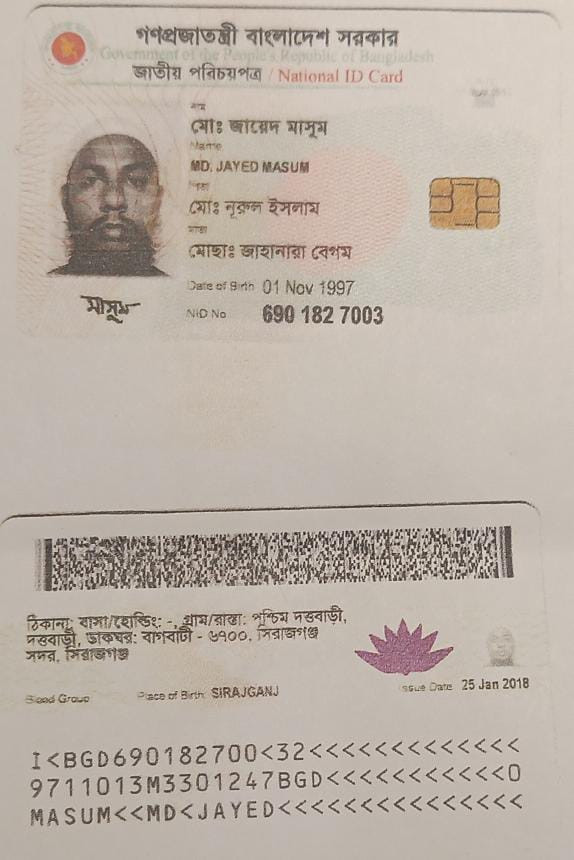 গণপ্রজাতন্ত্রী বাংলাদেশ সরকার
Government of the People's Republic of Bangladesh
জাতীয় পরিচয়পত্র / National ID Card
নাম
মোঃ জায়েদ মাসুম
Name
MD. JAYED MASUM
পিতা
মোঃ নূরুল ইসলাম
মাতা
মোছাঃ জাহানারা বেগম
Date of Birth 01 Nov 1997
NID No 690 182 7003
মাসুম
ঠিকানা: বাসা/হোল্ডিং: -, গ্রাম/রাস্তা: পশ্চিম দত্তবাড়ী,
দত্তবাড়ী, ডাকঘর: বাগবাটী - ৬৭০০, সিরাজগঞ্জ
সদর, সিরাজগঞ্জ
Blood Group Place of Birth: SIRAJGANJ Issue Date 25 Jan 2018
I<BGD690182700<32<<<<<<<<<<<<<
9711013M3301247BGD<<<<<<<<<<<0
MASUM<<MD<JAYED<<<<<<<<<<<<<<<